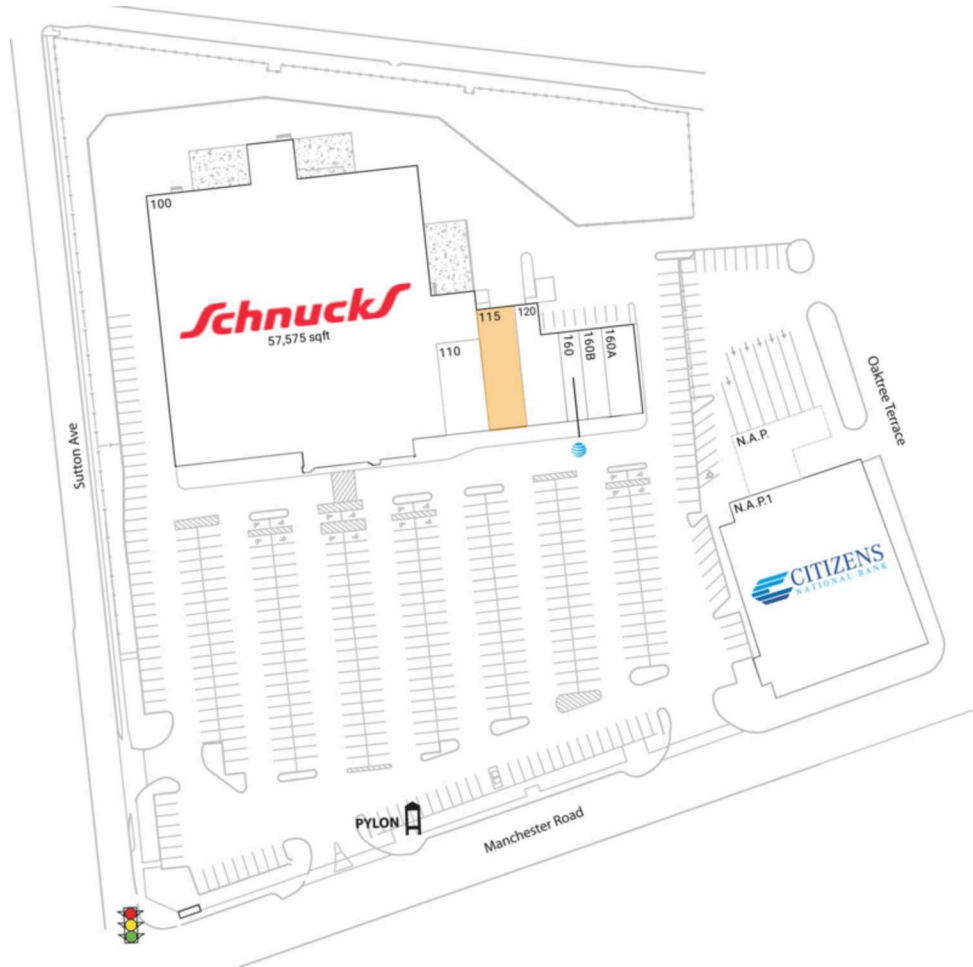 100
Schnucks
57,575 sqft
110
115
120
160
160B
160A
N.A.P.
N.A.P.1
CITIZENS
NATIONAL BANK
Sutton Ave
Oaktree Terrace
PYLON
Manchester Road